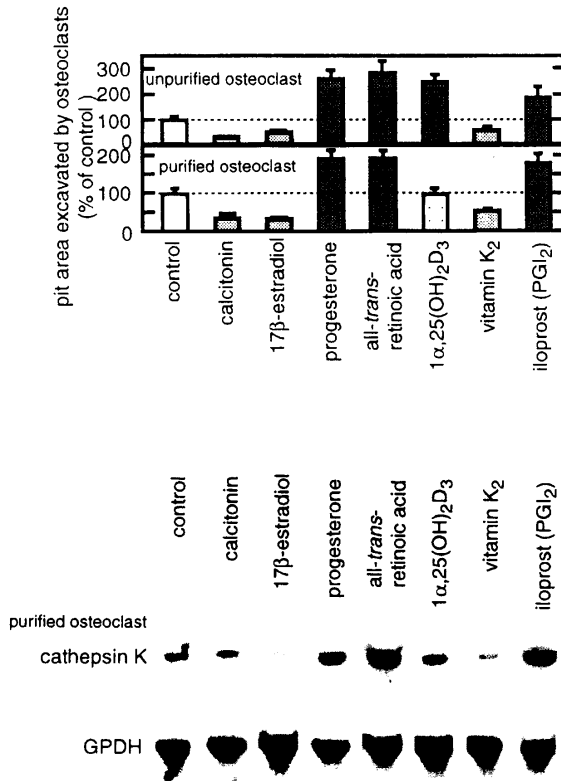 pit area excavated by osteoclasts
(% of control)
300
200
100
0
unpurified osteoclast
200
100
0
purified osteoclast
control
calcitonin
17β-estradiol
progesterone
all-trans-
retinoic acid
1α,25(OH)2D3
vitamin K2
iloprost (PGI2)
control
calcitonin
17β-estradiol
progesterone
all-trans-
retinoic acid
1α,25(OH)2D3
vitamin K2
iloprost (PGI2)
purified osteoclast
cathepsin K
GPDH